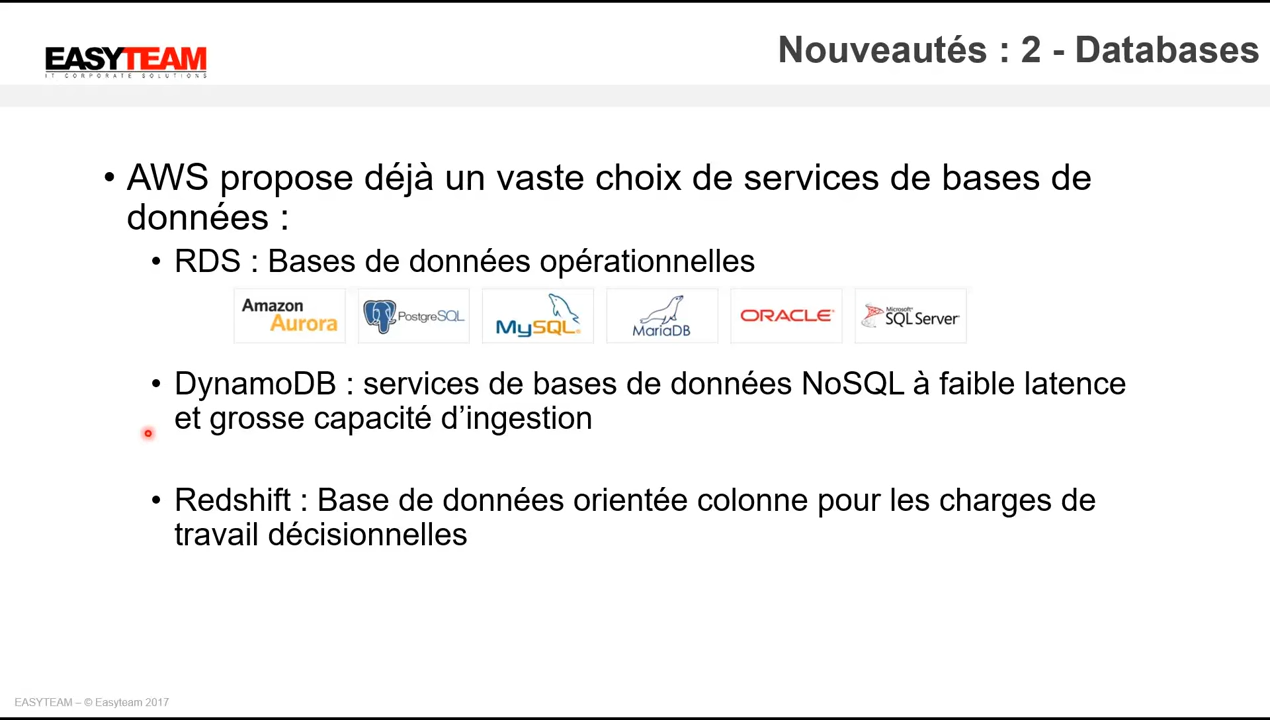 EASYTEAM
IT CORPORATE SOLUTIONS
Nouveautés : 2 - Databases
• AWS propose déjà un vaste choix de services de bases de
données :
• RDS : Bases de données opérationnelles
Amazon
Aurora
PostgreSQL
MySQL
MariaDB
ORACLE
Microsoft
SQL Server
• DynamoDB : services de bases de données NoSQL à faible latence
et grosse capacité d’ingestion
• Redshift : Base de données orientée colonne pour les charges de
travail décisionnelles
EASYTEAM – © Easyteam 2017